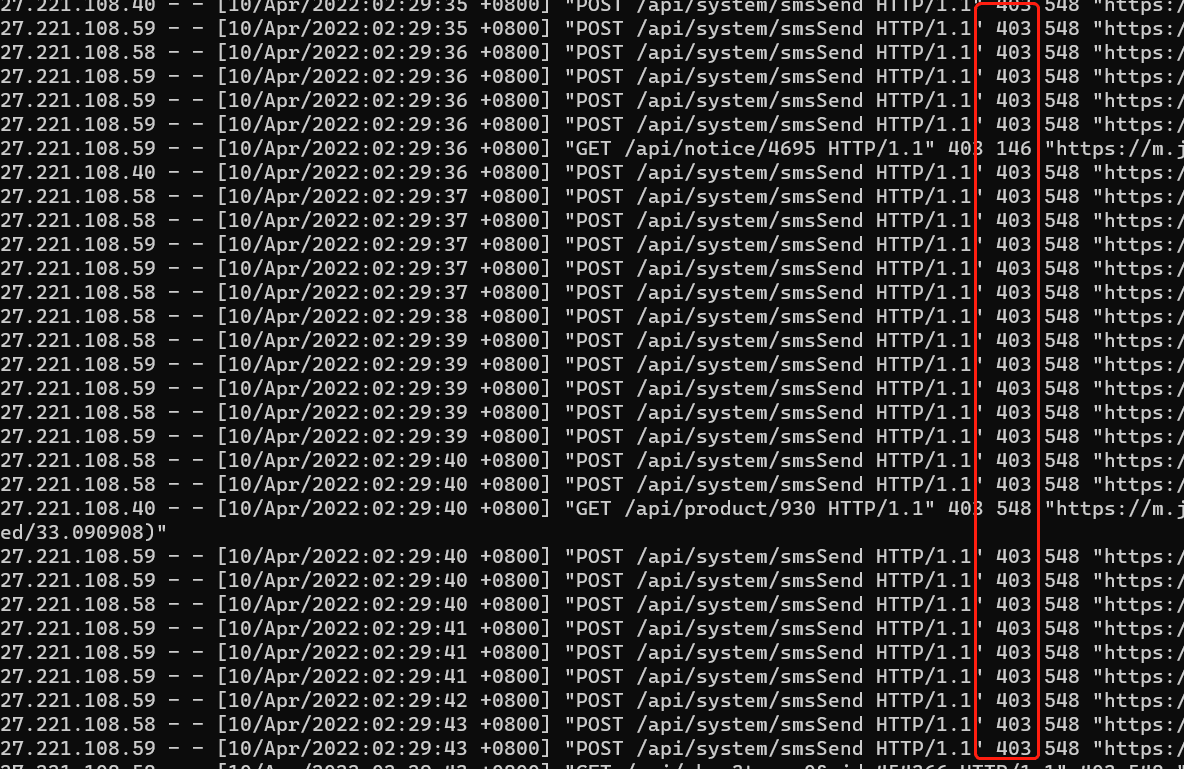 27.221.108.40 - - [10/Apr/2022:02:29:35 +0800] "POST /api/system/smsSend HTTP/1.1" 403 548 "https:/
27.221.108.59 - - [10/Apr/2022:02:29:35 +0800] "POST /api/system/smsSend HTTP/1.1" 403 548 "https:/
27.221.108.58 - - [10/Apr/2022:02:29:36 +0800] "POST /api/system/smsSend HTTP/1.1" 403 548 "https:/
27.221.108.59 - - [10/Apr/2022:02:29:36 +0800] "POST /api/system/smsSend HTTP/1.1" 403 548 "https:/
27.221.108.59 - - [10/Apr/2022:02:29:36 +0800] "POST /api/system/smsSend HTTP/1.1" 403 548 "https:/
27.221.108.59 - - [10/Apr/2022:02:29:36 +0800] "POST /api/system/smsSend HTTP/1.1" 403 548 "https:/
27.221.108.59 - - [10/Apr/2022:02:29:36 +0800] "GET /api/notice/4695 HTTP/1.1" 403 146 "https://m.j
27.221.108.40 - - [10/Apr/2022:02:29:36 +0800] "POST /api/system/smsSend HTTP/1.1" 403 548 "https:/
27.221.108.58 - - [10/Apr/2022:02:29:37 +0800] "POST /api/system/smsSend HTTP/1.1" 403 548 "https:/
27.221.108.58 - - [10/Apr/2022:02:29:37 +0800] "POST /api/system/smsSend HTTP/1.1" 403 548 "https:/
27.221.108.59 - - [10/Apr/2022:02:29:37 +0800] "POST /api/system/smsSend HTTP/1.1" 403 548 "https:/
27.221.108.59 - - [10/Apr/2022:02:29:37 +0800] "POST /api/system/smsSend HTTP/1.1" 403 548 "https:/
27.221.108.58 - - [10/Apr/2022:02:29:37 +0800] "POST /api/system/smsSend HTTP/1.1" 403 548 "https:/
27.221.108.58 - - [10/Apr/2022:02:29:38 +0800] "POST /api/system/smsSend HTTP/1.1" 403 548 "https:/
27.221.108.58 - - [10/Apr/2022:02:29:39 +0800] "POST /api/system/smsSend HTTP/1.1" 403 548 "https:/
27.221.108.59 - - [10/Apr/2022:02:29:39 +0800] "POST /api/system/smsSend HTTP/1.1" 403 548 "https:/
27.221.108.59 - - [10/Apr/2022:02:29:39 +0800] "POST /api/system/smsSend HTTP/1.1" 403 548 "https:/
27.221.108.58 - - [10/Apr/2022:02:29:39 +0800] "POST /api/system/smsSend HTTP/1.1" 403 548 "https:/
27.221.108.59 - - [10/Apr/2022:02:29:39 +0800] "POST /api/system/smsSend HTTP/1.1" 403 548 "https:/
27.221.108.58 - - [10/Apr/2022:02:29:40 +0800] "POST /api/system/smsSend HTTP/1.1" 403 548 "https:/
27.221.108.58 - - [10/Apr/2022:02:29:40 +0800] "POST /api/system/smsSend HTTP/1.1" 403 548 "https:/
27.221.108.40 - - [10/Apr/2022:02:29:40 +0800] "GET /api/product/930 HTTP/1.1" 403 548 "https://m.j
ed/33.090908)"
27.221.108.59 - - [10/Apr/2022:02:29:40 +0800] "POST /api/system/smsSend HTTP/1.1" 403 548 "https:/
27.221.108.59 - - [10/Apr/2022:02:29:40 +0800] "POST /api/system/smsSend HTTP/1.1" 403 548 "https:/
27.221.108.58 - - [10/Apr/2022:02:29:40 +0800] "POST /api/system/smsSend HTTP/1.1" 403 548 "https:/
27.221.108.59 - - [10/Apr/2022:02:29:41 +0800] "POST /api/system/smsSend HTTP/1.1" 403 548 "https:/
27.221.108.59 - - [10/Apr/2022:02:29:41 +0800] "POST /api/system/smsSend HTTP/1.1" 403 548 "https:/
27.221.108.59 - - [10/Apr/2022:02:29:41 +0800] "POST /api/system/smsSend HTTP/1.1" 403 548 "https:/
27.221.108.59 - - [10/Apr/2022:02:29:42 +0800] "POST /api/system/smsSend HTTP/1.1" 403 548 "https:/
27.221.108.58 - - [10/Apr/2022:02:29:43 +0800] "POST /api/system/smsSend HTTP/1.1" 403 548 "https:/
27.221.108.59 - - [10/Apr/2022:02:29:43 +0800] "POST /api/system/smsSend HTTP/1.1" 403 548 "https:/